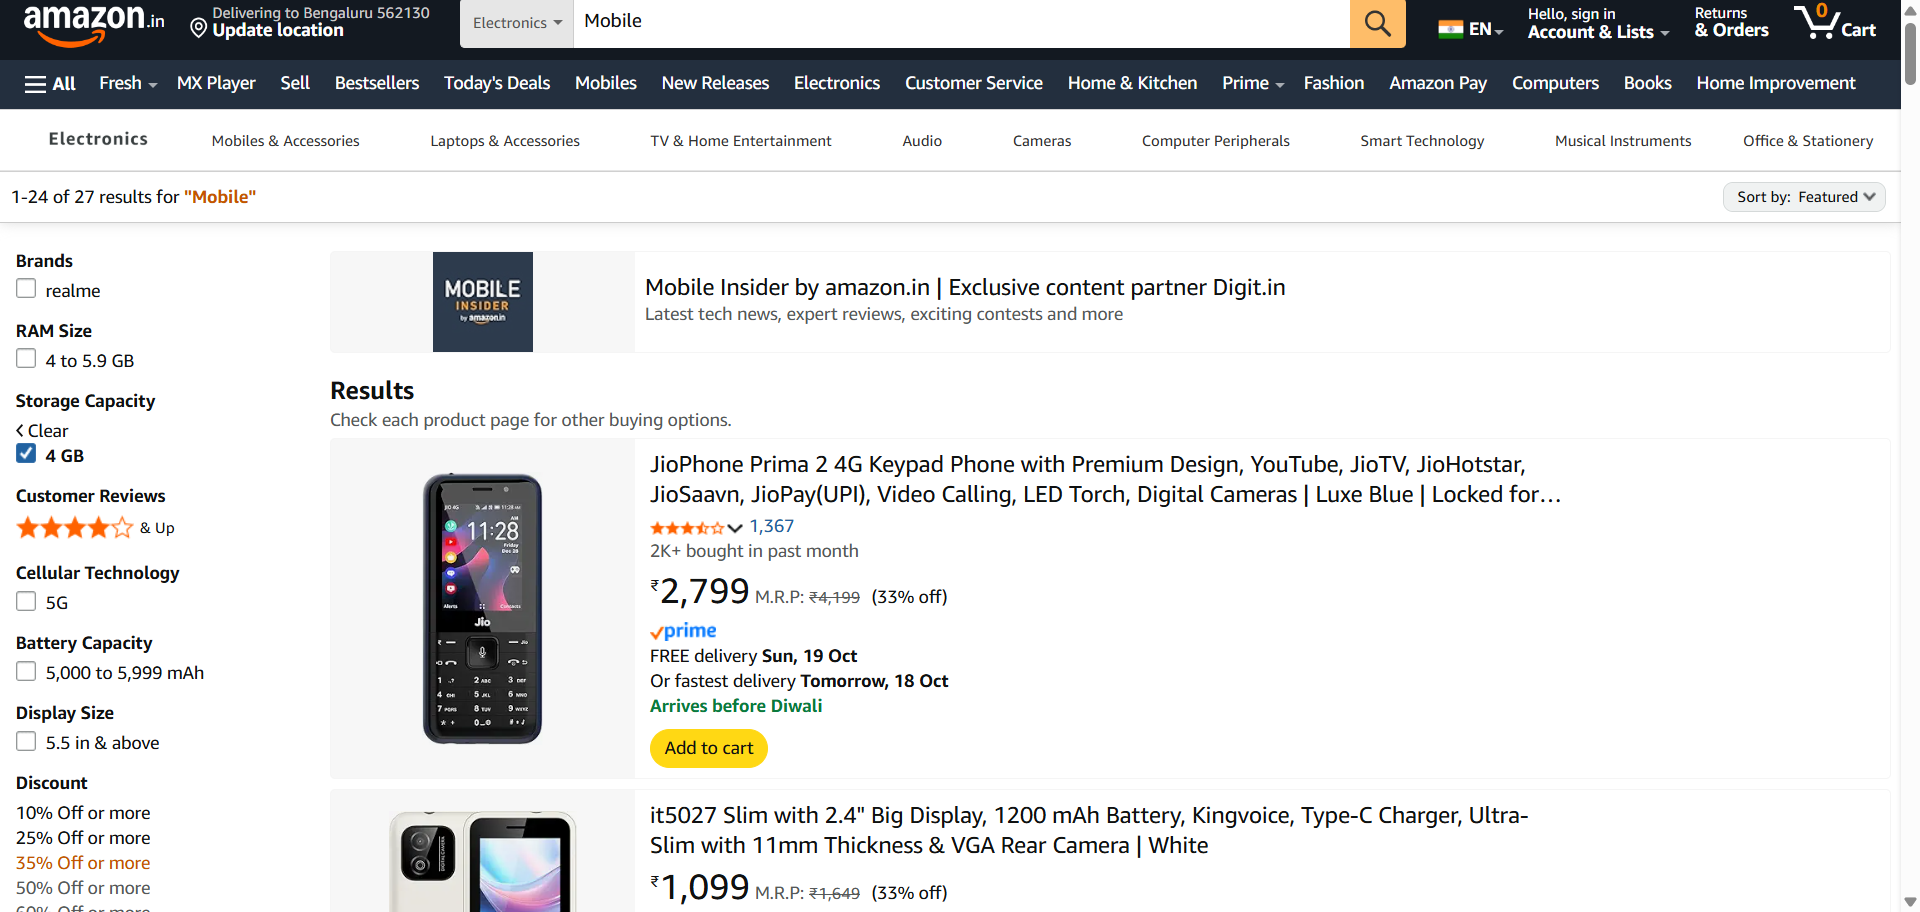 amazon.in
Delivering to Bengaluru 562130
Update location
Electronics
Mobile
EN
Hello, sign in
Account & Lists
Returns
& Orders
0
Cart
All
Fresh
MX Player
Sell
Bestsellers
Today's Deals
Mobiles
New Releases
Electronics
Customer Service
Home & Kitchen
Prime
Fashion
Amazon Pay
Computers
Books
Home Improvement
Electronics
Mobiles & Accessories
Laptops & Accessories
TV & Home Entertainment
Audio
Cameras
Computer Peripherals
Smart Technology
Musical Instruments
Office & Stationery
1-24 of 27 results for "Mobile"
Sort by: Featured
Brands
realme
RAM Size
4 to 5.9 GB
Storage Capacity
Clear
4 GB
Customer Reviews
& Up
Cellular Technology
5G
Battery Capacity
5,000 to 5,999 mAh
Display Size
5.5 in & above
Discount
10% Off or more
25% Off or more
35% Off or more
50% Off or more
60% Off or more
MOBILE
INSIDER
by amazon.in
Mobile Insider by amazon.in | Exclusive content partner Digit.in
Latest tech news, expert reviews, exciting contests and more
Results
Check each product page for other buying options.
11:28
Jio
JioPhone Prima 2 4G Keypad Phone with Premium Design, YouTube, JioTV, JioHotstar,
JioSaavn, JioPay(UPI), Video Calling, LED Torch, Digital Cameras | Luxe Blue | Locked for…
1,367
2K+ bought in past month
₹2,799 M.R.P: ₹4,199 (33% off)
prime
FREE delivery Sun, 19 Oct
Or fastest delivery Tomorrow, 18 Oct
Arrives before Diwali
Add to cart
it5027 Slim with 2.4" Big Display, 1200 mAh Battery, Kingvoice, Type-C Charger, Ultra-
Slim with 11mm Thickness & VGA Rear Camera | White
₹1,099 M.R.P: ₹1,649 (33% off)